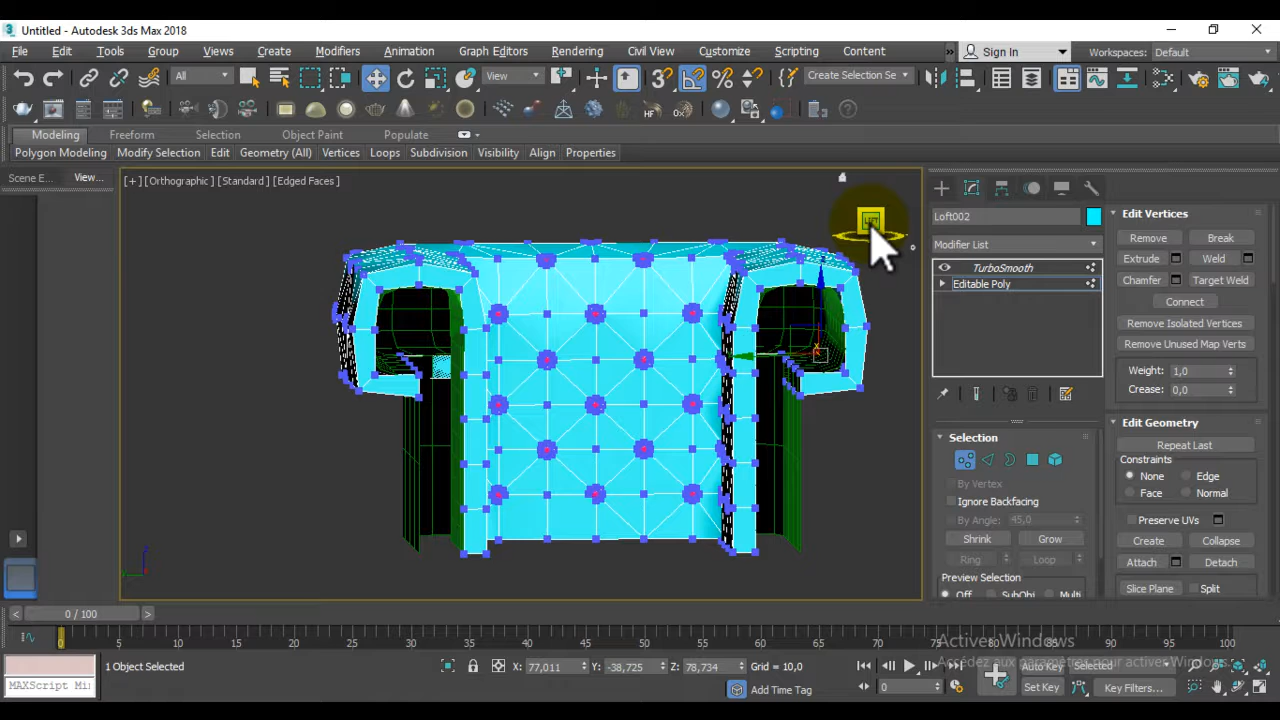 Untitled - Autodesk 3ds Max 2018
File Edit Tools Group Views Create Modifiers Animation Graph Editors Rendering Civil View Customize Scripting Content » Sign In Workspaces: Default
All View Create Selection Se
Modeling Freeform Selection Object Paint Populate
Polygon Modeling Modify Selection Edit Geometry (All) Vertices Loops Subdivision Visibility Align Properties
Scene E... View...
[+] [Orthographic] [Standard] [Edged Faces]
Loft002
Modifier List
TurboSmooth
Editable Poly
Selection
By Vertex
Ignore Backfacing
By Angle: 45,0
Shrink Grow
Ring Loop
Preview Selection
Off SubObj Multi
Edit Vertices
Remove Break
Extrude Weld
Chamfer Target Weld
Connect
Remove Isolated Vertices
Remove Unused Map Verts
Weight: 1,0
Crease: 0,0
Edit Geometry
Repeat Last
Constraints
None Edge
Face Normal
Preserve UVs
Create Collapse
Attach Detach
Slice Plane Split
< 0 / 100 >
0 5 10 15 20 25 30 35 40 45 50 55 60 65 70 75 80 85 90 95 100
Activer Windows
Accédez aux paramètres pour activer Windows.
1 Object Selected X: 77,011 Y: -38,725 Z: 78,734 Grid = 10,0 Auto Key Selected
MAXScript Mi Add Time Tag 0 Set Key Key Filters...